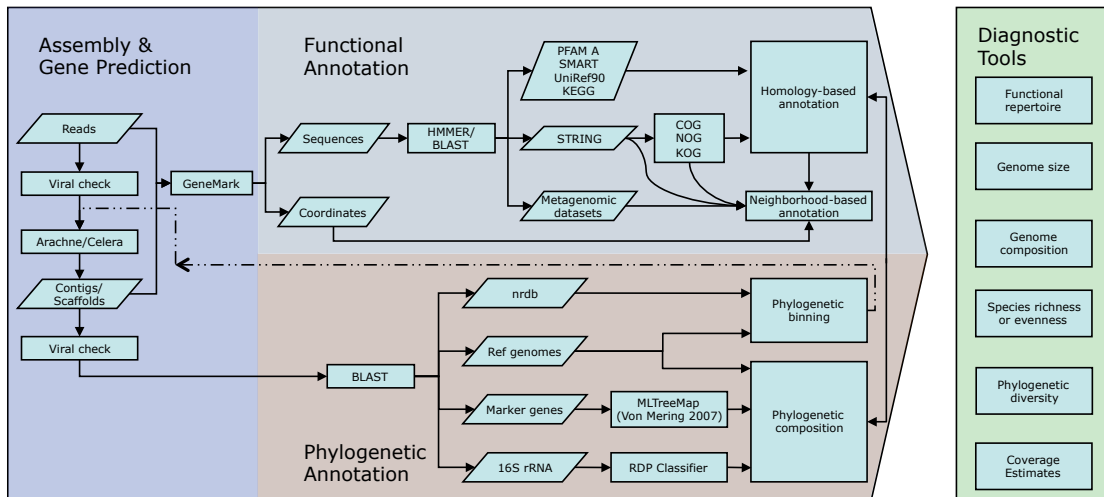 Assembly &
Gene Prediction
Reads
Viral check
Arachne/Celera
Contigs/
Scaffolds
Viral check
GeneMark
Functional
Annotation
Sequences
Coordinates
HMMER/
BLAST
PFAM A
SMART
UniRef90
KEGG
STRING
Metagenomic
datasets
COG
NOG
KOG
Homology-based
annotation
Neighborhood-based
annotation
BLAST
nrdb
Ref genomes
Marker genes
16S rRNA
MLTreeMap
(Von Mering 2007)
RDP Classifier
Phylogenetic
binning
Phylogenetic
composition
Phylogenetic
Annotation
Diagnostic
Tools
Functional
repertoire
Genome size
Genome
composition
Species richness
or evenness
Phylogenetic
diversity
Coverage
Estimates